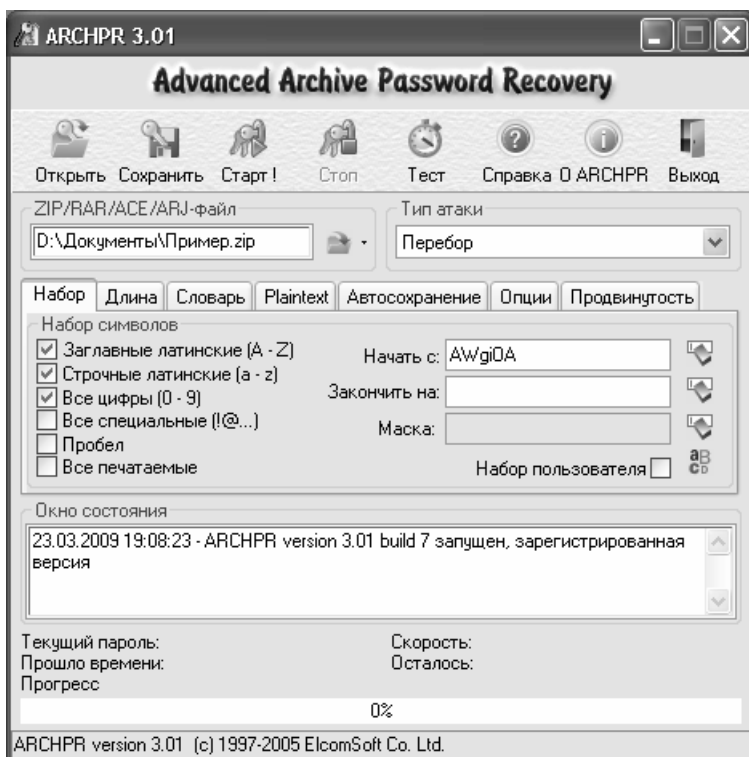 ARCHPR 3.01
Advanced Archive Password Recovery
Открыть Сохранить Старт! Стоп Тест Справка О ARCHPR Выход
ZIP/RAR/ACE/ARJ-файл
Тип атаки
D:\Документы\Пример.zip
Перебор
Набор Длина Словарь Plaintext Автосохранение Опции Продвинутость
Набор символов
Заглавные латинские (A - Z)
Начать с: AWgi0A
Строчные латинские (a - z)
Закончить на:
Все цифры (0 - 9)
Все специальные (!@...)
Маска:
Пробел
Все печатаемые
Набор пользователя
Окно состояния
23.03.2009 19:08:23 - ARCHPR version 3.01 build 7 запущен, зарегистрированная
версия
Текущий пароль: Скорость:
Прошло времени: Осталось:
Прогресс
0%
ARCHPR version 3.01 (c) 1997-2005 ElcomSoft Co. Ltd.